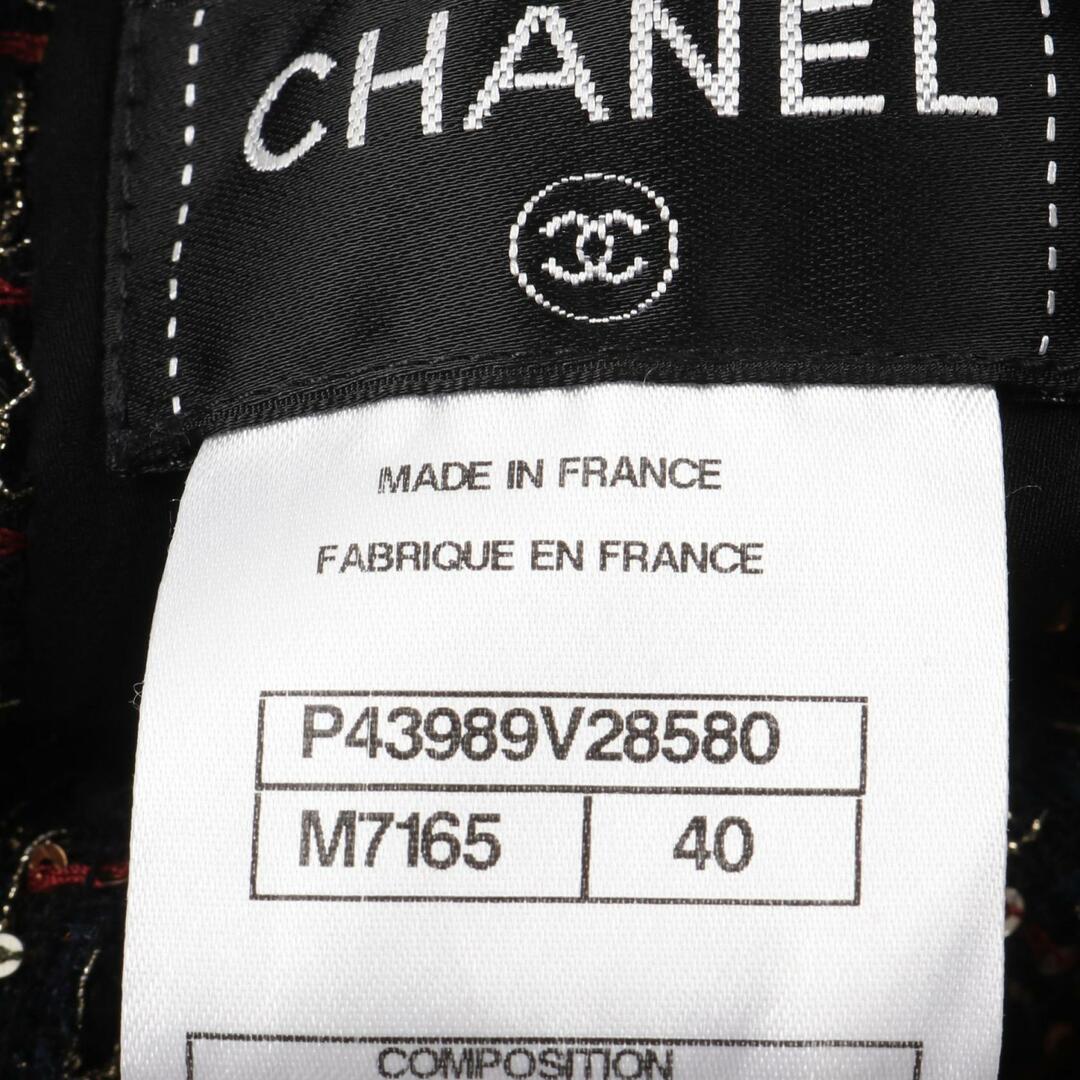 CHANEL
MADE IN FRANCE
FABRIQUE EN FRANCE
P43989V28580
M7165 40
COMPOSITION